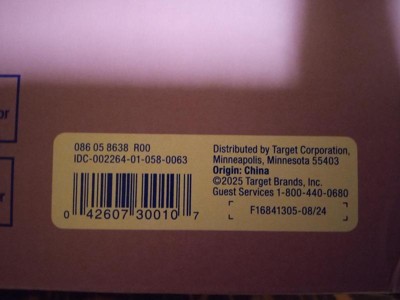 or
r
086 05 8638 R00
IDC-002264-01-058-0063
0 42607 30010 7
Distributed by Target Corporation,
Minneapolis, Minnesota 55403
Origin: China
©2025 Target Brands, Inc.
Guest Services 1-800-440-0680
F16841305-08/24